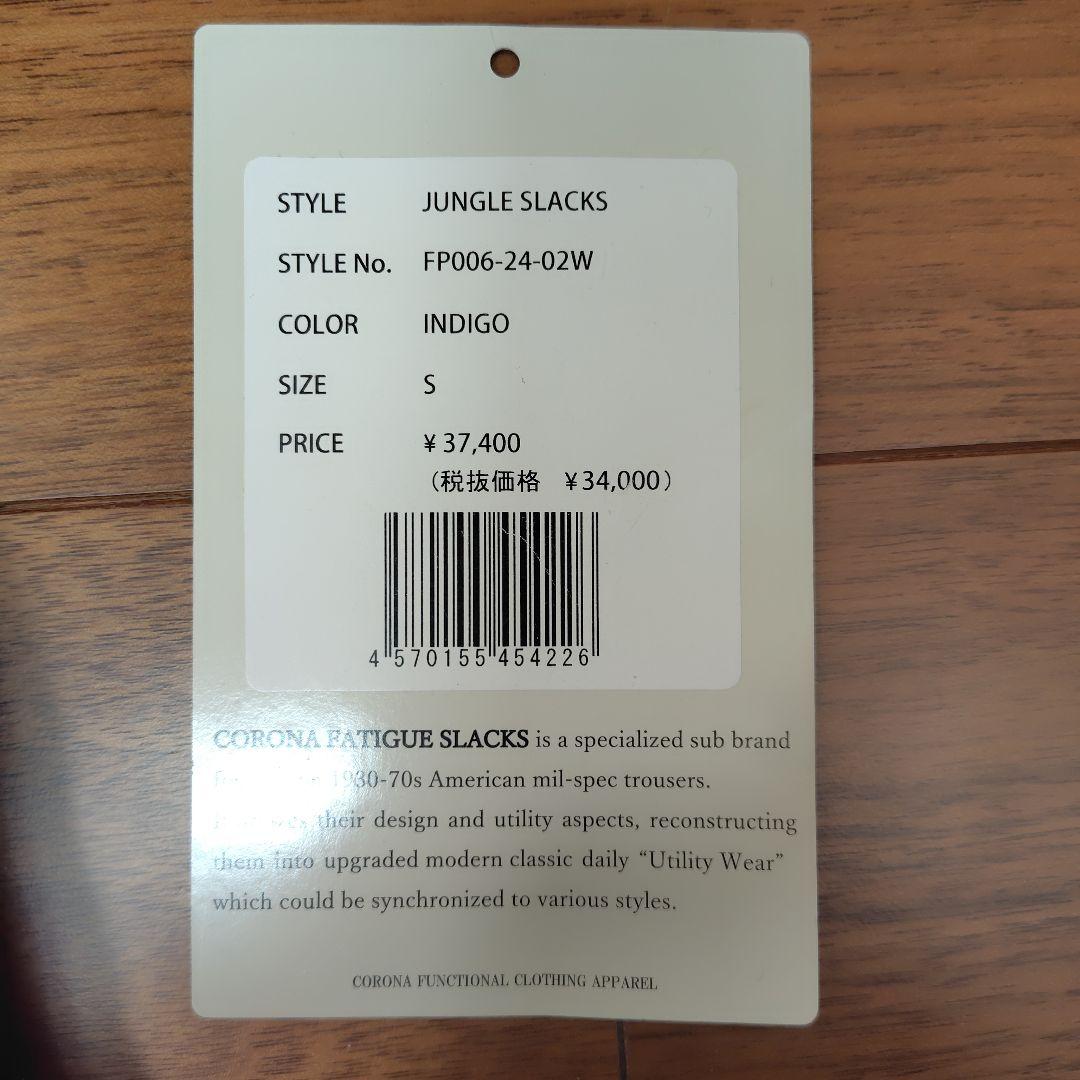 STYLE JUNGLE SLACKS
STYLE No. FP006-24-02W
COLOR INDIGO
SIZE S
PRICE ¥ 37,400
(税抜価格 ¥34,000)
4 570155 454226
CORONA FATIGUE SLACKS is a specialized sub brand
1930-70s American mil-spec trousers.
their design and utility aspects, reconstructing
them into upgraded modern classic daily “Utility Wear”
which could be synchronized to various styles.
CORONA FUNCTIONAL CLOTHING APPAREL